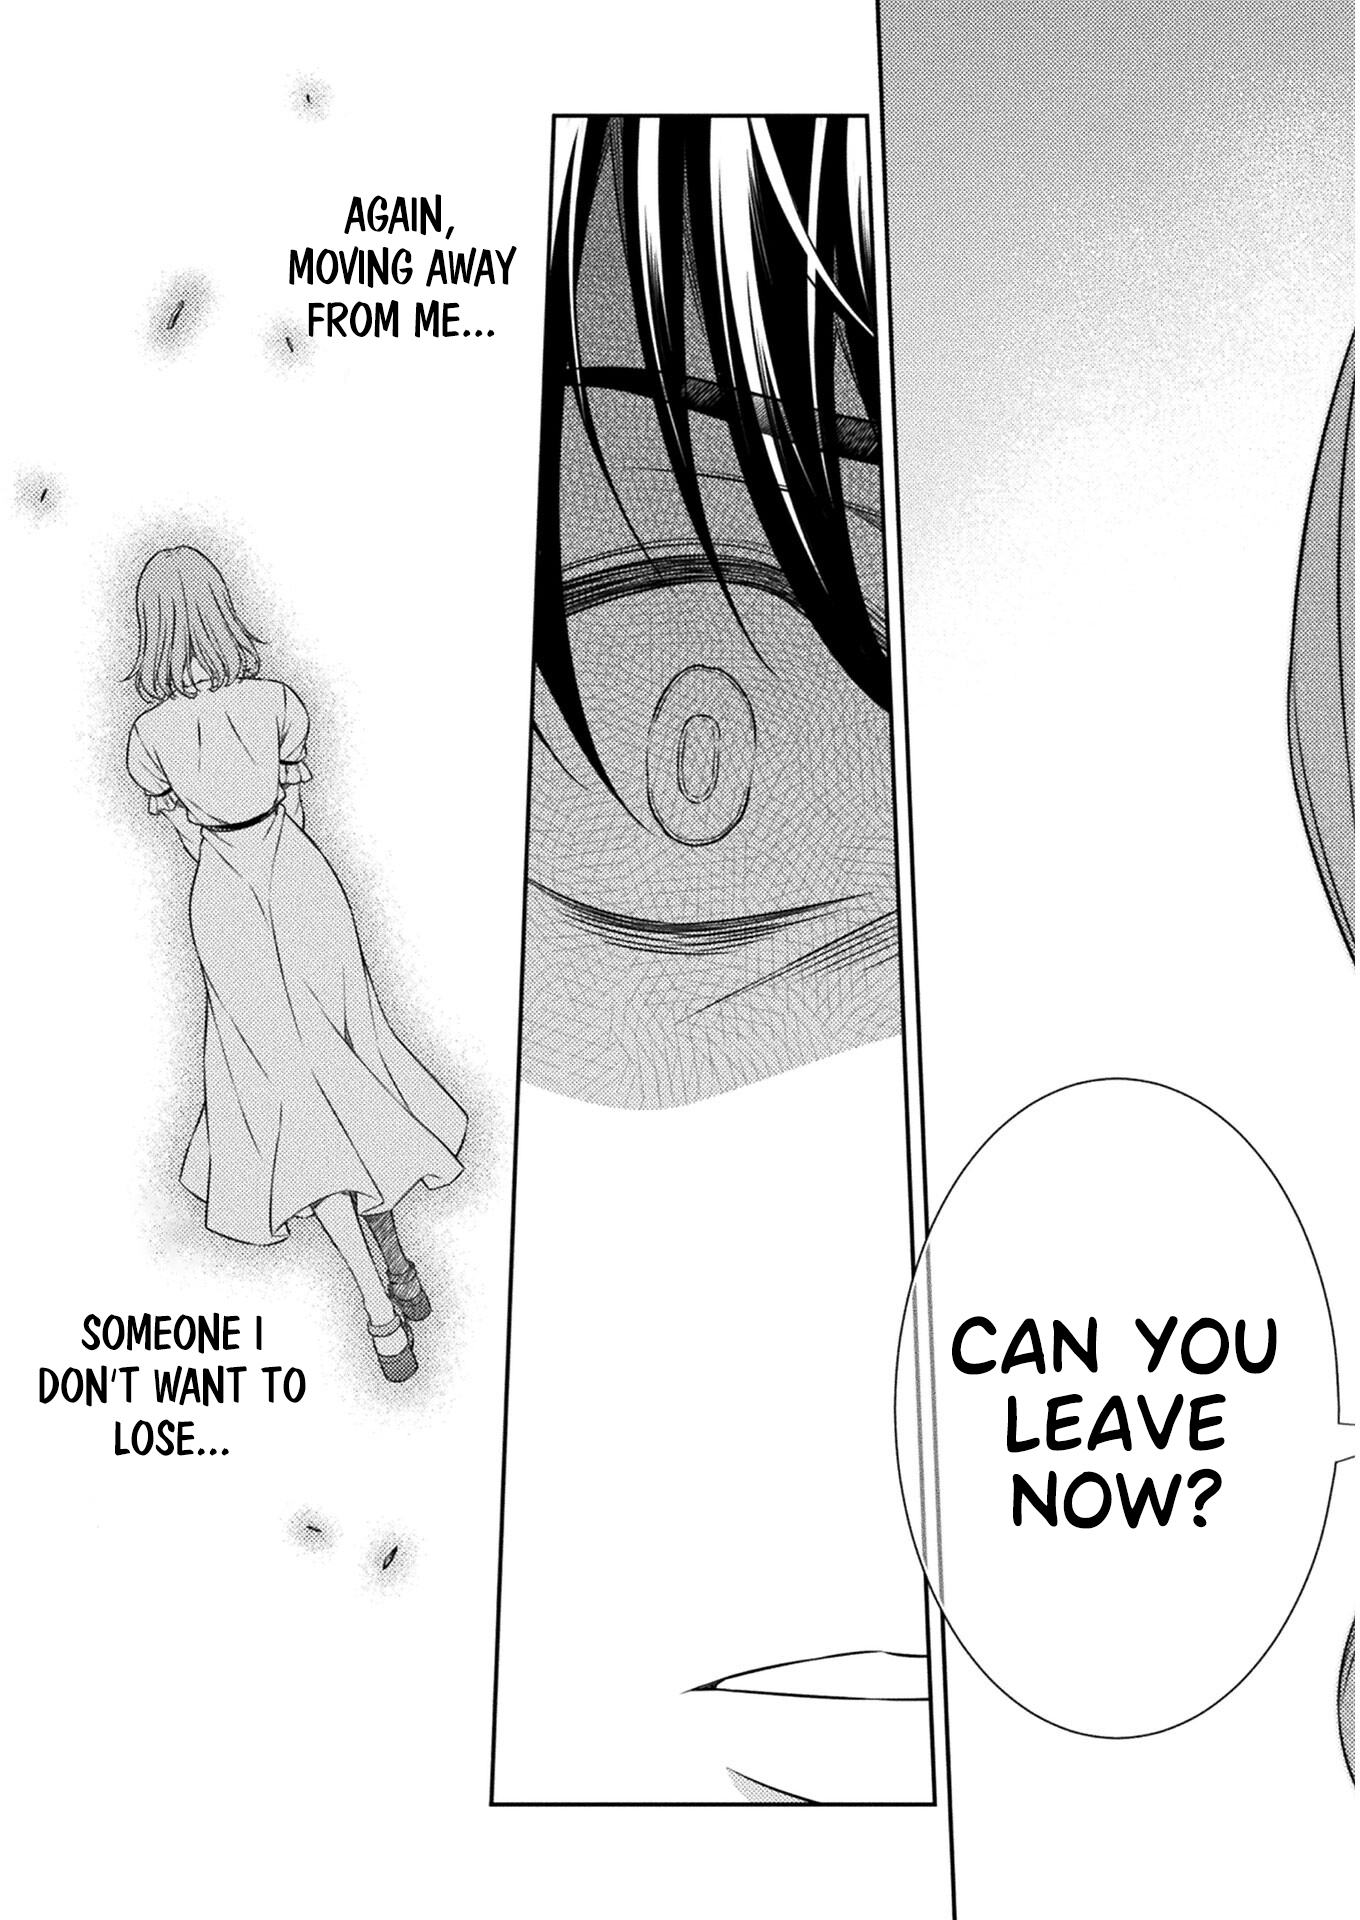 CAN YOU
LEAVE
NOW?
AGAIN,
MOVING AWAY
FROM ME...
SOMEONE I
DON'T WANT TO
LOSE...